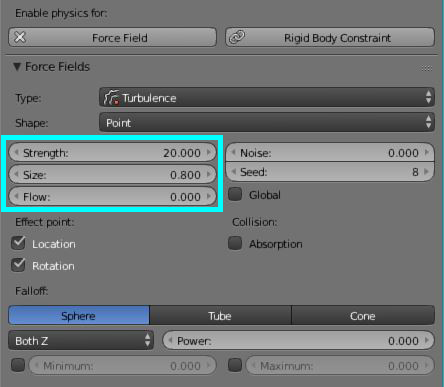 Enable physics for:
Force Field Rigid Body Constraint
Force Fields
Type: Turbulence
Shape: Point
Strength: 20.000 Noise: 0.000
Size: 0.800 Seed: 8
Flow: 0.000 Global
Effect point: Collision:
Location Absorption
Rotation
Falloff:
Sphere Tube Cone
Both Z Power: 0.000
Minimum: 0.000 Maximum: 0.000